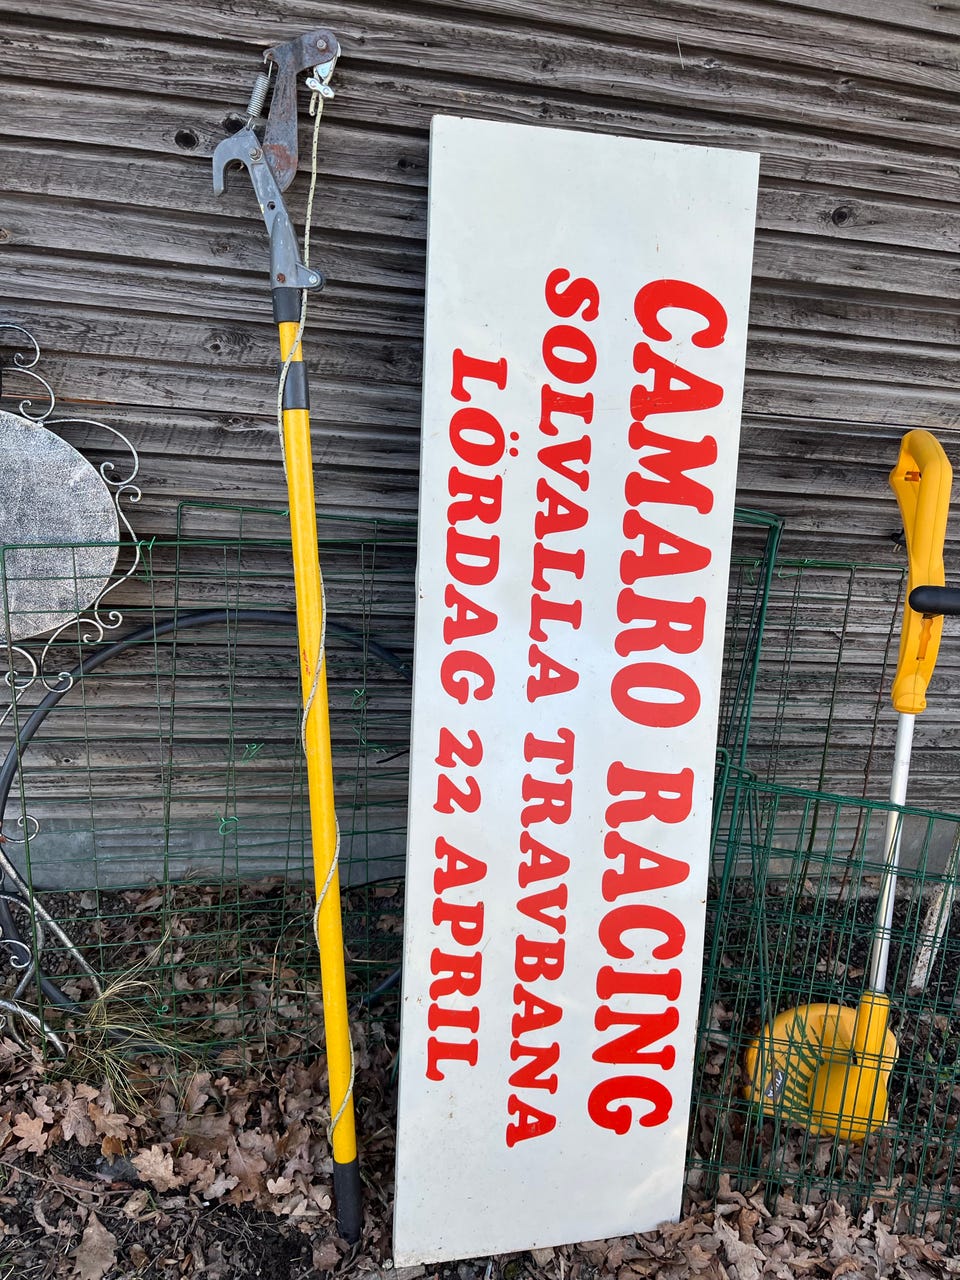 CAMARO RACING
SOLVALLA TRAVBANA
LÖRDAG 22 APRIL